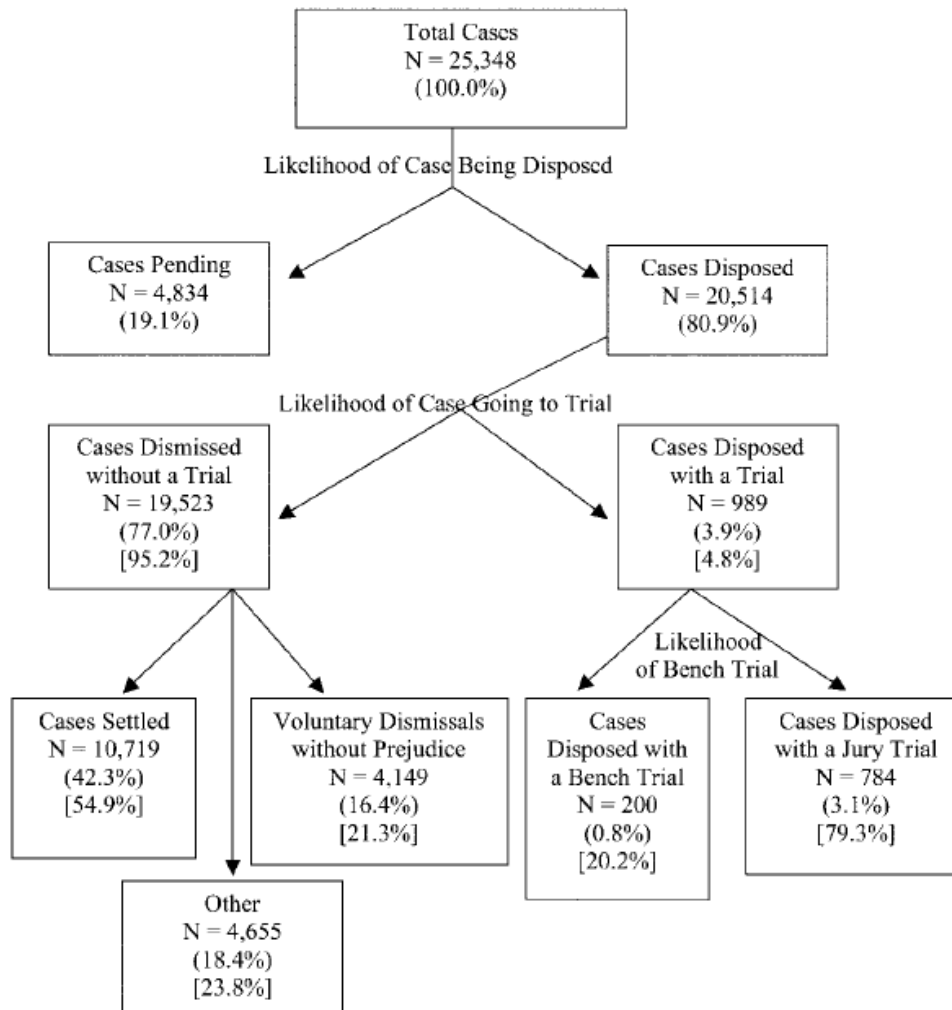 Total Cases
N = 25,348
(100.0%)
Likelihood of Case Being Disposed
Cases Pending
N = 4,834
(19.1%)
Cases Disposed
N = 20,514
(80.9%)
Likelihood of Case Going to Trial
Cases Dismissed
without a Trial
N = 19,523
(77.0%)
[95.2%]
Cases Disposed
with a Trial
N = 989
(3.9%)
[4.8%]
Likelihood
of Bench Trial
Cases Settled
N = 10,719
(42.3%)
[54.9%]
Voluntary Dismissals
without Prejudice
N = 4,149
(16.4%)
[21.3%]
Cases
Disposed with
a Bench Trial
N = 200
(0.8%)
[20.2%]
Cases Disposed
with a Jury Trial
N = 784
(3.1%)
[79.3%]
Other
N = 4,655
(18.4%)
[23.8%]